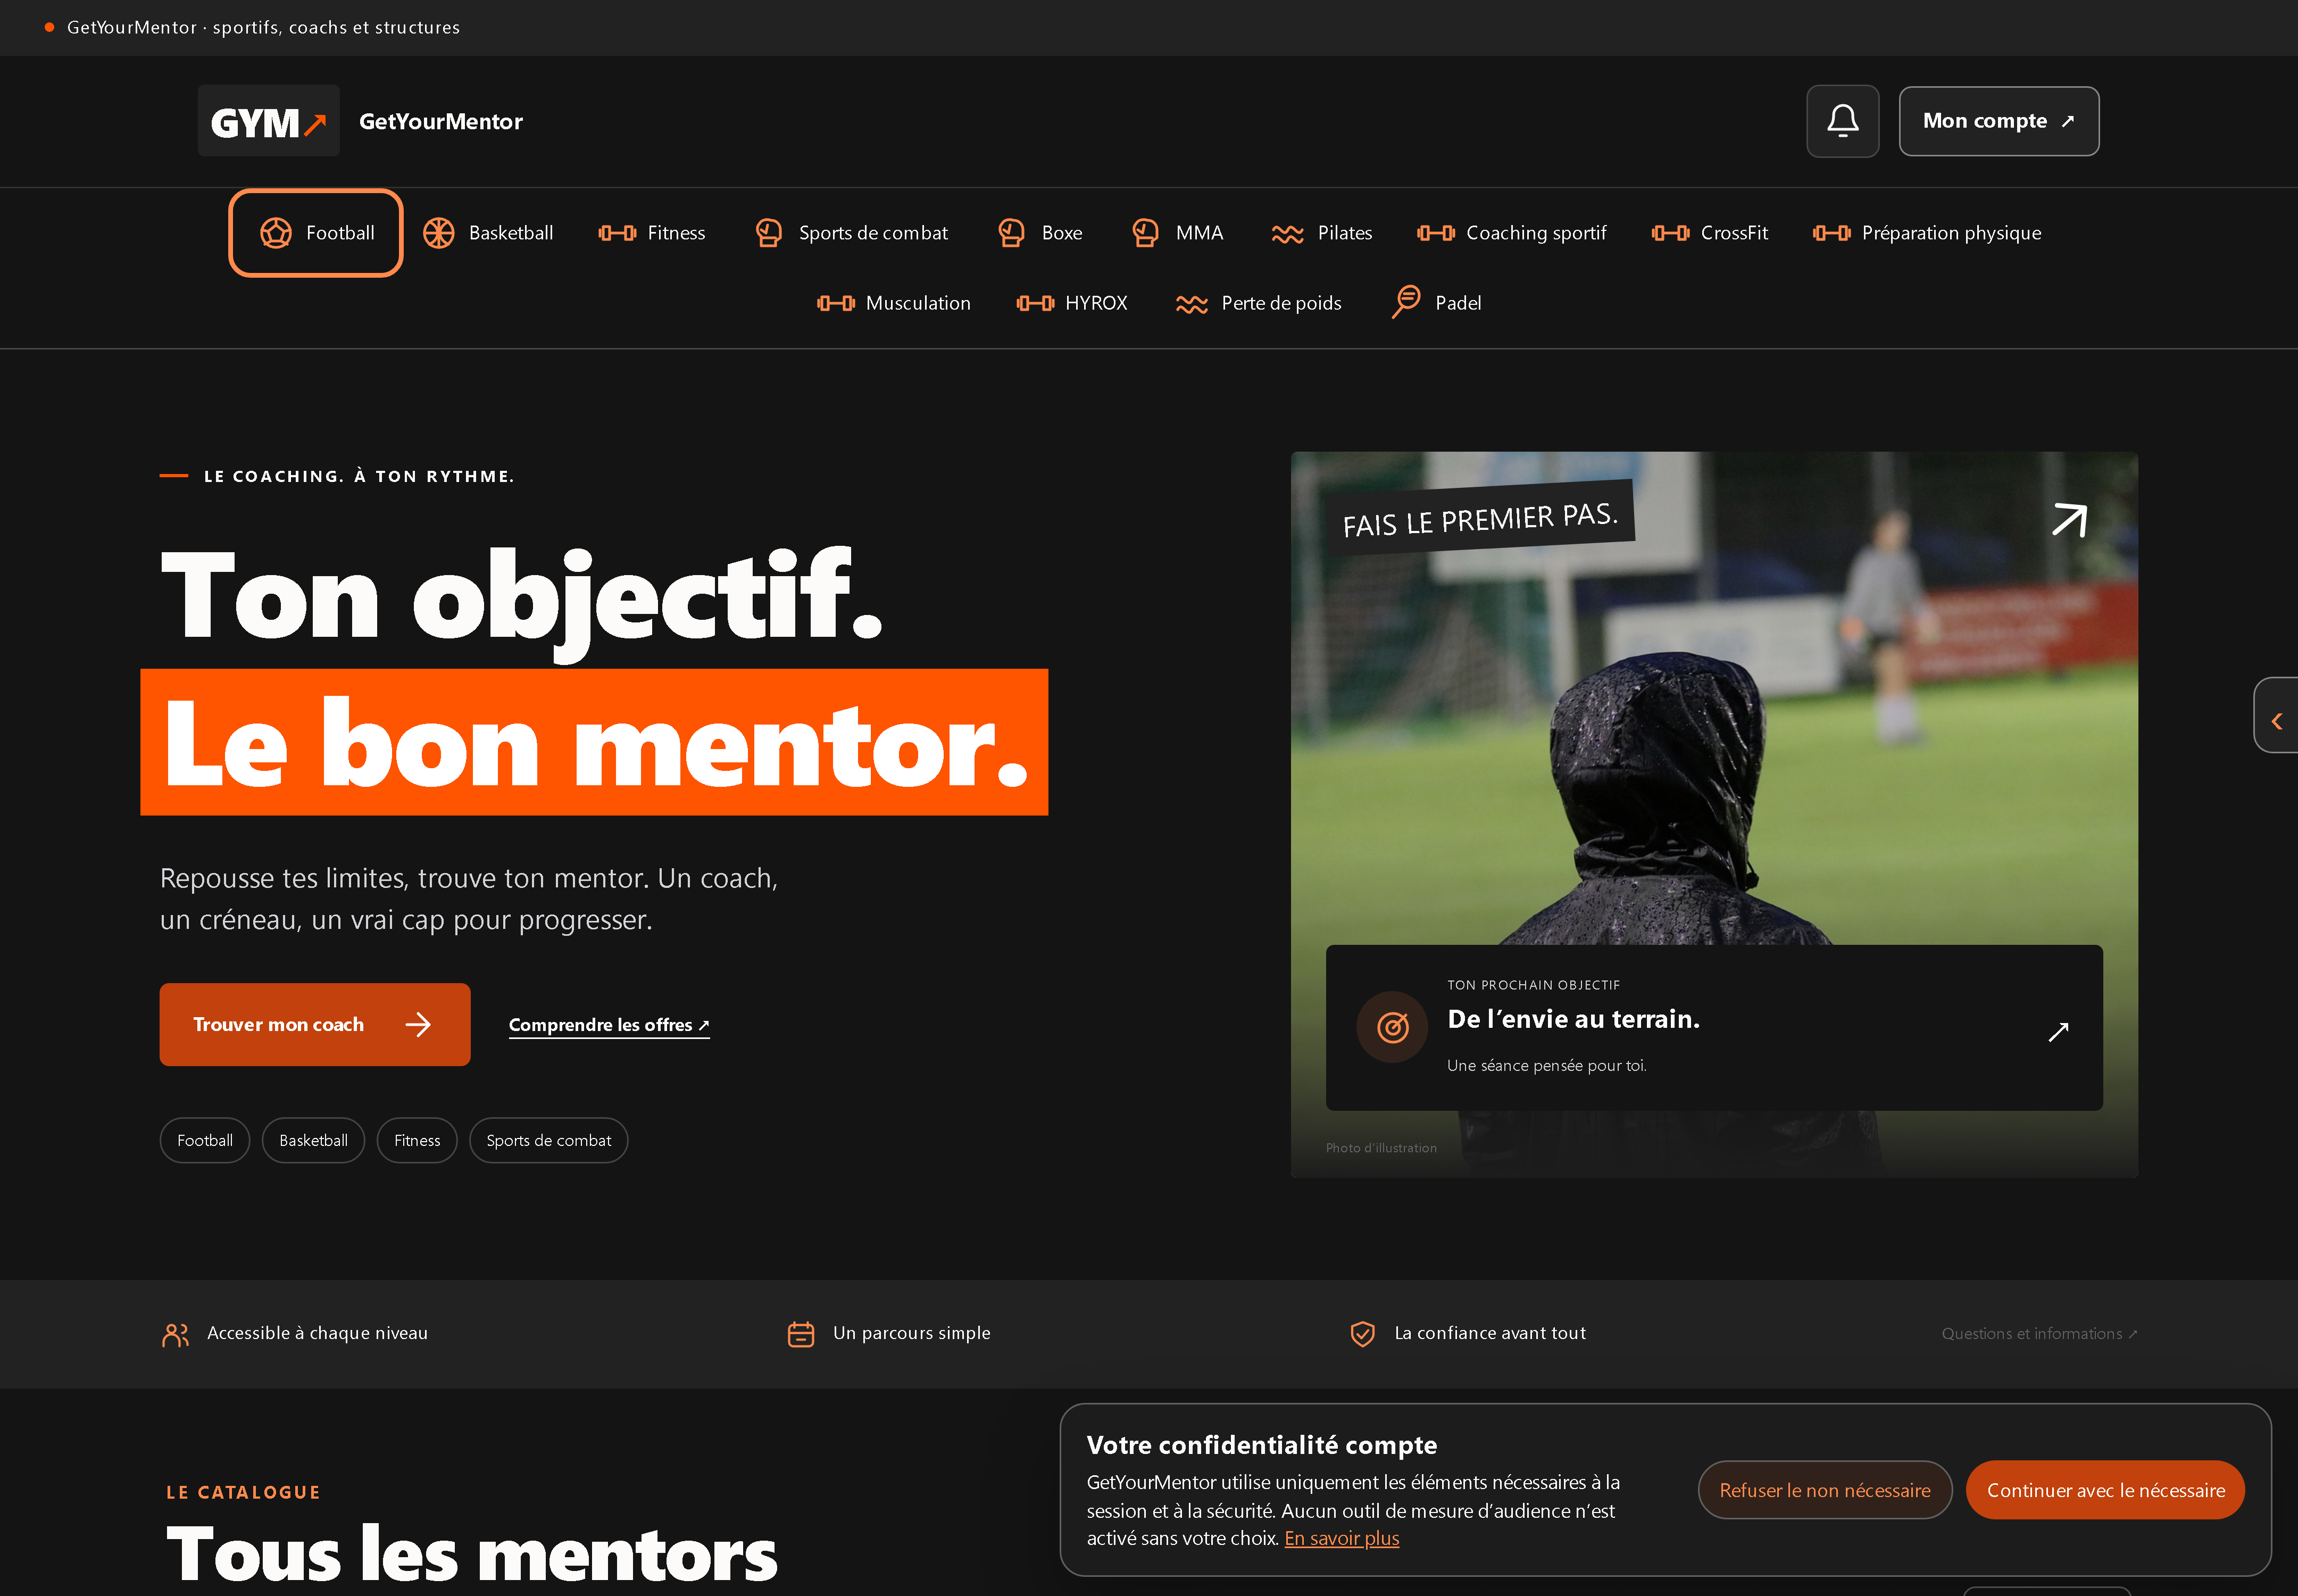 GetYourMentor · sportifs, coachs et structures
GYM↗ GetYourMentor
Mon compte ↗
Football Basketball Fitness Sports de combat Boxe MMA Pilates Coaching sportif CrossFit Préparation physique
Musculation HYROX Perte de poids Padel
LE COACHING. À TON RYTHME.
Ton objectif.
Le bon mentor.
Repousse tes limites, trouve ton mentor. Un coach,
un créneau, un vrai cap pour progresser.
Trouver mon coach →
Comprendre les offres ↗
Football Basketball Fitness Sports de combat
FAIS LE PREMIER PAS.
TON PROCHAIN OBJECTIF
De l’envie au terrain.
Une séance pensée pour toi.
Photo d’illustration
Accessible à chaque niveau
Un parcours simple
La confiance avant tout
Questions et informations ↗
LE CATALOGUE
Tous les mentors
Votre confidentialité compte
GetYourMentor utilise uniquement les éléments nécessaires à la
session et à la sécurité. Aucun outil de mesure d’audience n’est
activé sans votre choix. En savoir plus
Refuser le non nécessaire
Continuer avec le nécessaire